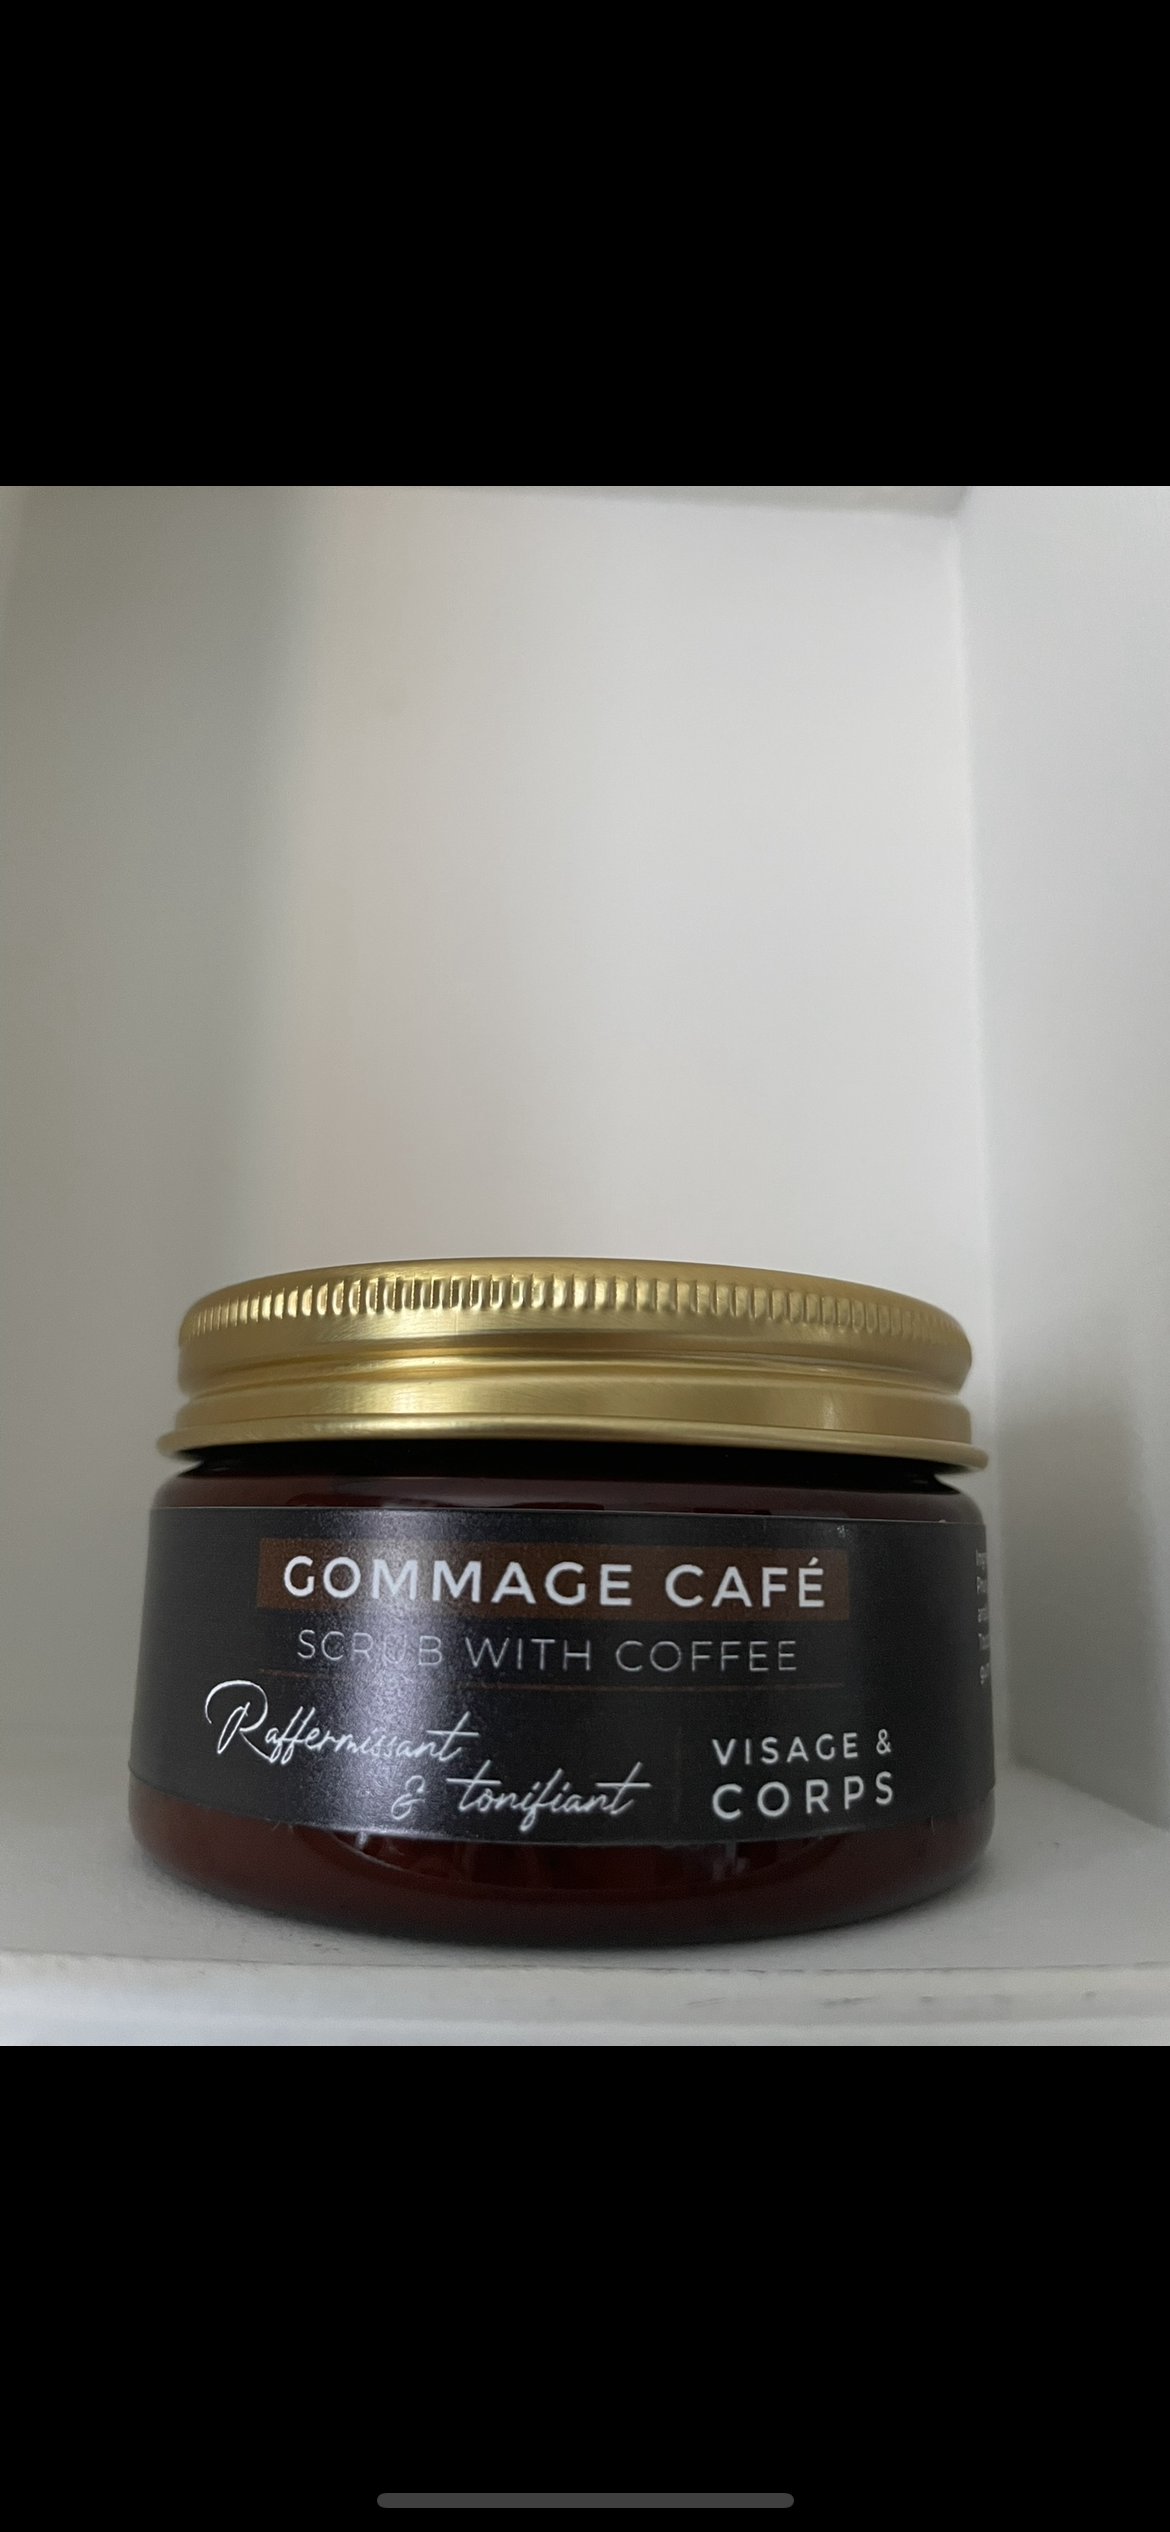 GOMMAGE CAFÉ
SCRUB WITH COFFEE
Raffermissant
& tonifiant
VISAGE &
CORPS